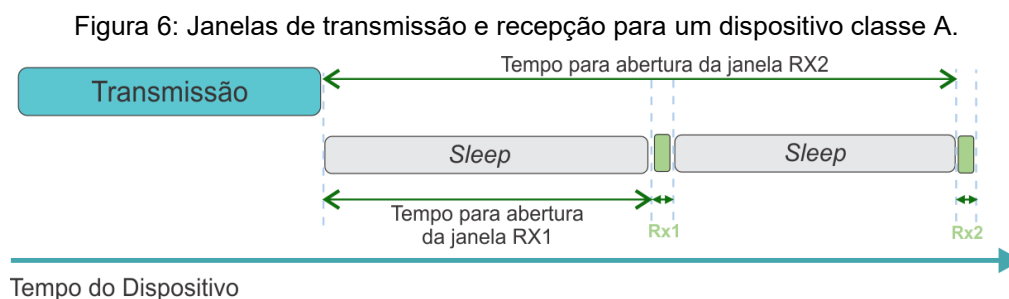 Figura 6: Janelas de transmissão e recepção para um dispositivo classe A.
Tempo para abertura da janela RX2
Transmissão
Sleep
Sleep
Tempo para abertura
da janela RX1
Rx1
Rx2
Tempo do Dispositivo